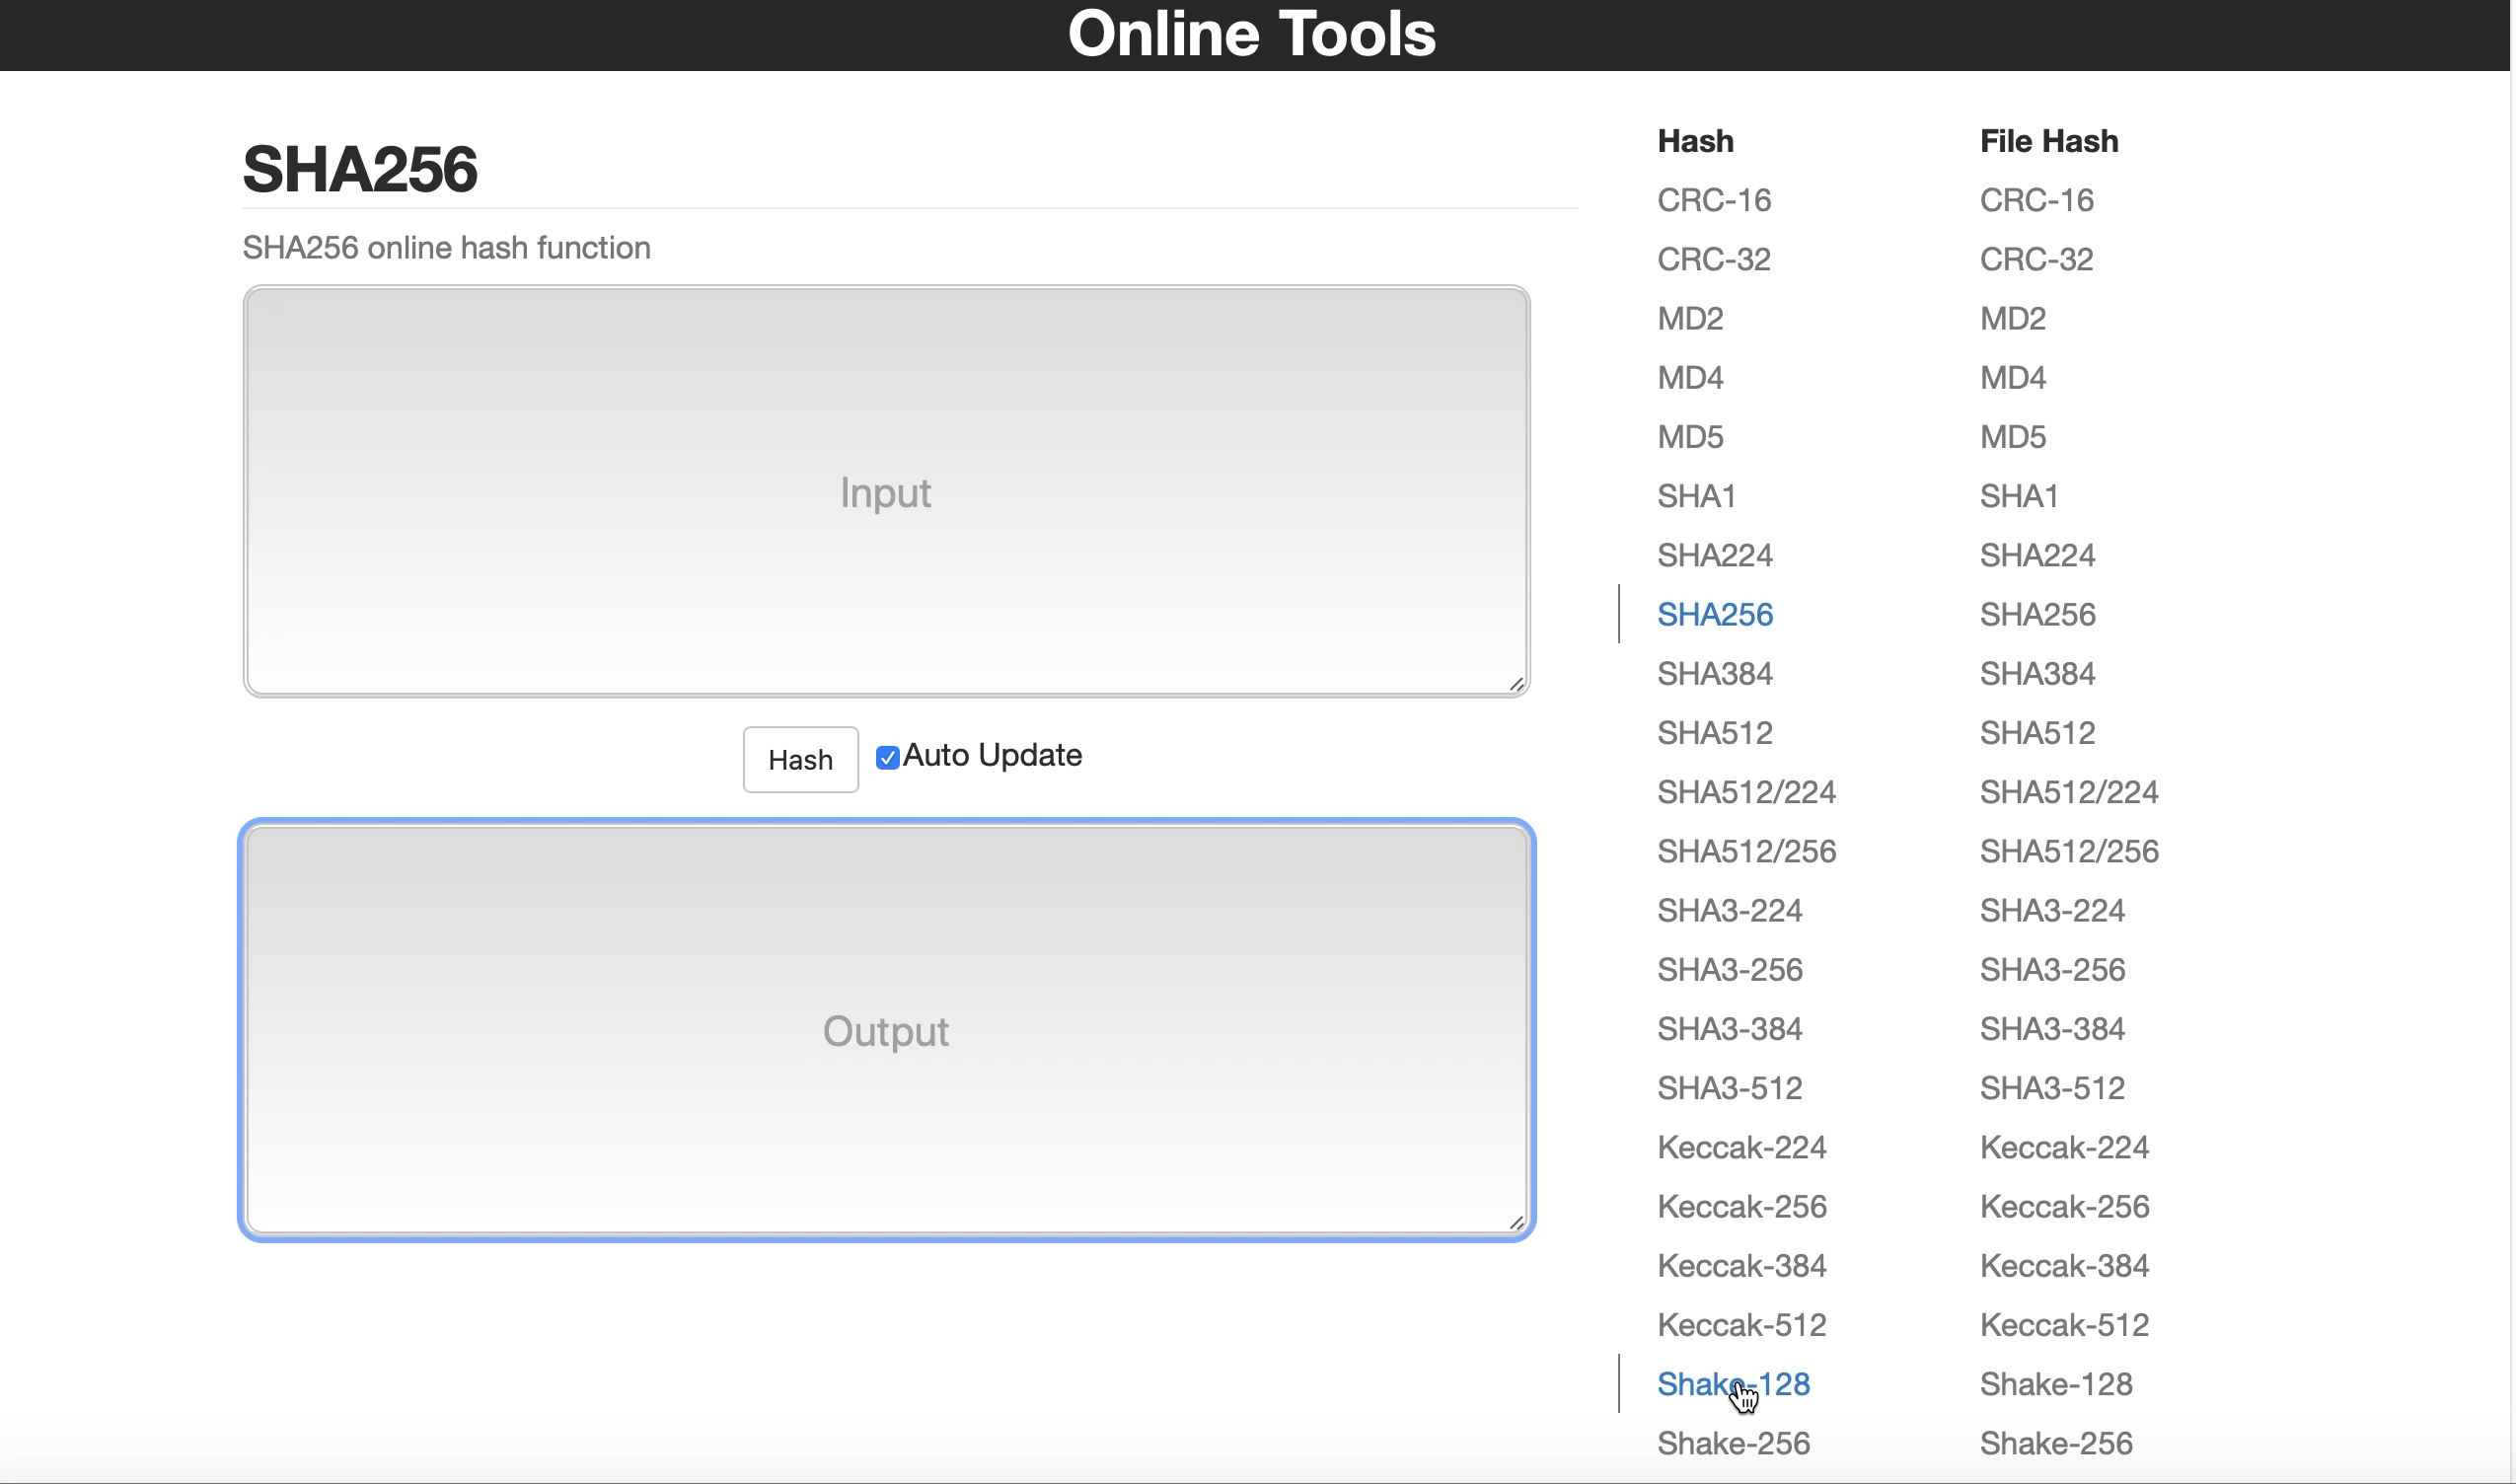 Online Tools
SHA256
SHA256 online hash function
Input
Hash
Auto Update
Output
Hash
CRC-16
CRC-32
MD2
MD4
MD5
SHA1
SHA224
SHA256
SHA384
SHA512
SHA512/224
SHA512/256
SHA3-224
SHA3-256
SHA3-384
SHA3-512
Keccak-224
Keccak-256
Keccak-384
Keccak-512
Shake-128
Shake-256
File Hash
CRC-16
CRC-32
MD2
MD4
MD5
SHA1
SHA224
SHA256
SHA384
SHA512
SHA512/224
SHA512/256
SHA3-224
SHA3-256
SHA3-384
SHA3-512
Keccak-224
Keccak-256
Keccak-384
Keccak-512
Shake-128
Shake-256